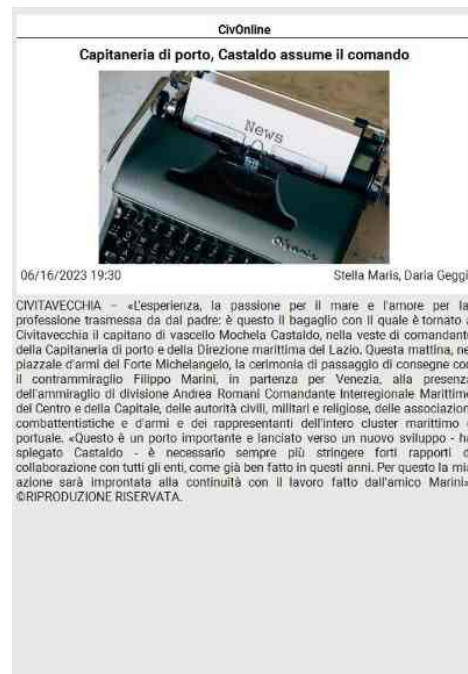 CivOnline
Capitaneria di porto, Castaldo assume il comando
News
06/16/2023 19:30
Stella Maris, Daria Geggi
CIVITAVECCHIA – «L'esperienza, la passione per il mare e l'amore per la
professione trasmessa da dal padre: è questo il bagaglio con il quale è tornato a
Civitavecchia il capitano di vascello Mochela Castaldo, nella veste di comandante
della Capitaneria di porto e della Direzione marittima del Lazio. Questa mattina, nel
piazzale d'armi del Forte Michelangelo, la cerimonia di passaggio di consegne con
il contrammiraglio Filippo Marini, in partenza per Venezia, alla presenza
dell'ammiraglio di divisione Andrea Romani Comandante Interregionale Marittimo
del Centro e della Capitale, delle autorità civili, militari e religiose, delle associazioni
combattentistiche e d'armi e dei rappresentanti dell'intero cluster marittimo e
portuale. «Questo è un porto importante e lanciato verso un nuovo sviluppo - ha
spiegato Castaldo - è necessario sempre più stringere forti rapporti di
collaborazione con tutti gli enti, come già ben fatto in questi anni. Per questo la mia
azione sarà improntata alla continuità con il lavoro fatto dall'amico Marini».
©RIPRODUZIONE RISERVATA.